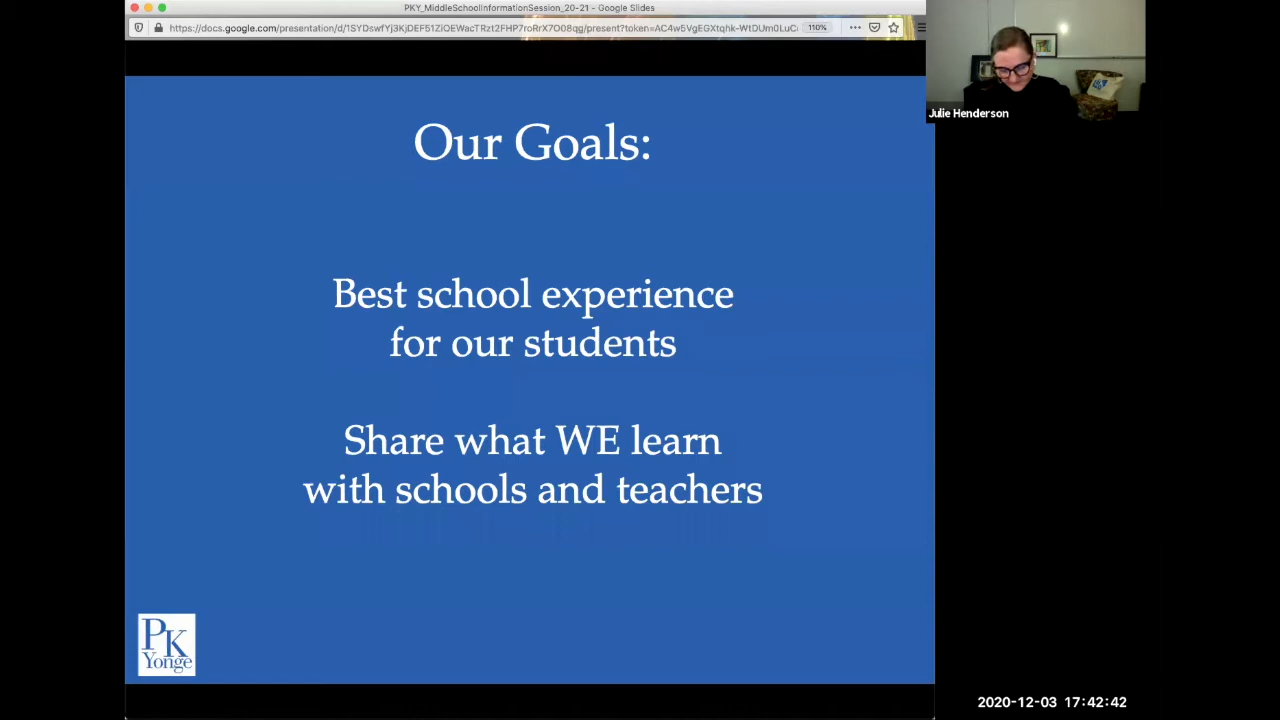 PKY_MiddleSchoolInformationSession_20-21 - Google Slides
110%
Julie Henderson
Our Goals:
Best school experience
for our students
Share what WE learn
with schools and teachers
PK
Yonge
2020-12-03 17:42:42